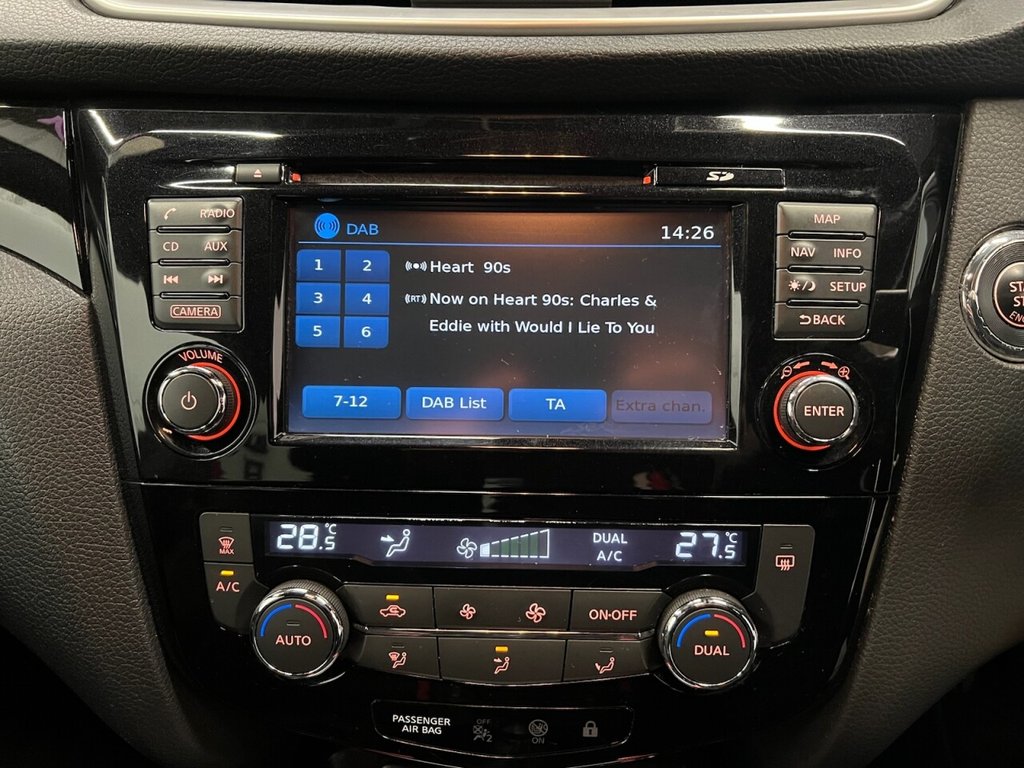 RADIO
CD AUX
CAMERA
VOLUME
SD
DAB 14:26
1 2
3 4
5 6
Heart 90s
(RT) Now on Heart 90s: Charles &
Eddie with Would I Lie To You
7-12 DAB List TA Extra chan.
MAP
NAV INFO
SETUP
BACK
ENTER
MAX
A/C
28.5°C
DUAL
A/C
27.5°C
AUTO
ON·OFF
DUAL
PASSENGER
AIR BAG
OFF
2
ON